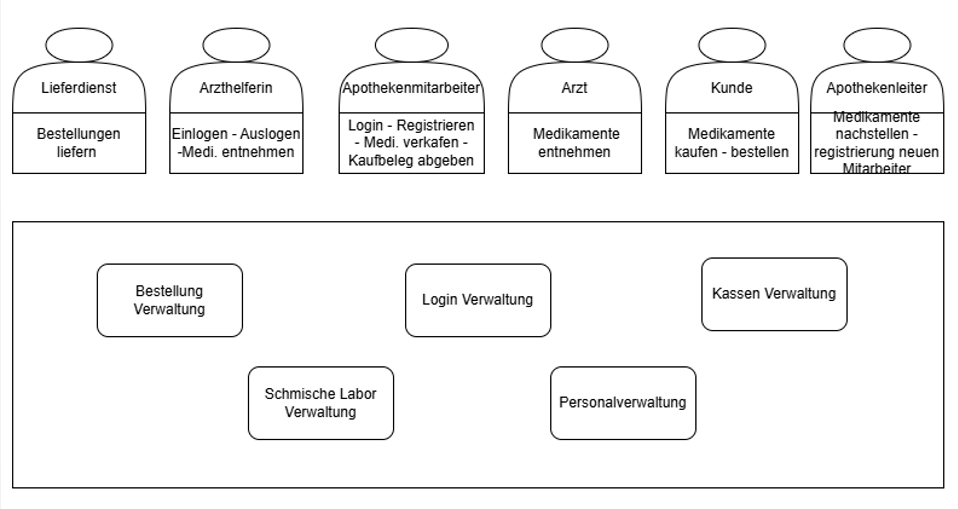 Lieferdienst
Arzthelferin
Apothekenmitarbeiter
Arzt
Kunde
Apothekenleiter
Bestellungen
liefern
Einlogen - Auslogen
-Medi. entnehmen
Login - Registrieren
- Medi. verkafen -
Kaufbeleg abgeben
Medikamente
entnehmen
Medikamente
kaufen - bestellen
Medikamente
nachstellen -
registrierung neuen
Mitarbeiter
Bestellung
Verwaltung
Login Verwaltung
Kassen Verwaltung
Schmische Labor
Verwaltung
Personalverwaltung